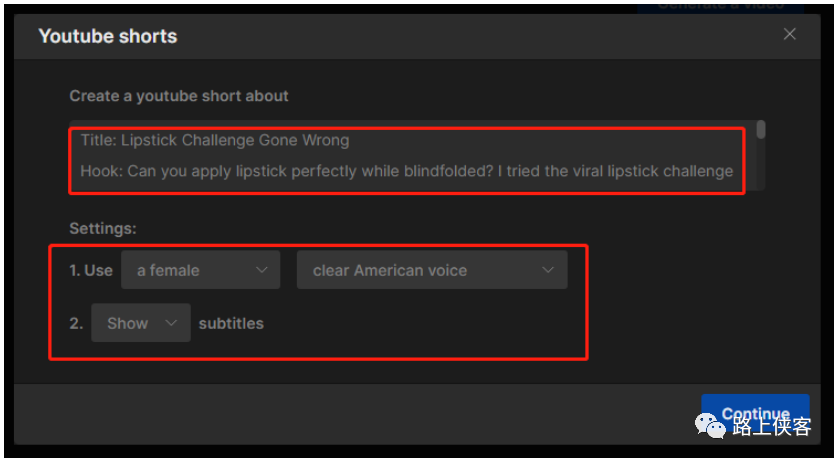 Generate a video
Youtube shorts
Create a youtube short about
Title: Lipstick Challenge Gone Wrong
Hook: Can you apply lipstick perfectly while blindfolded? I tried the viral lipstick challenge
Settings:
1. Use a female clear American voice
2. Show subtitles
Continue
路上侠客